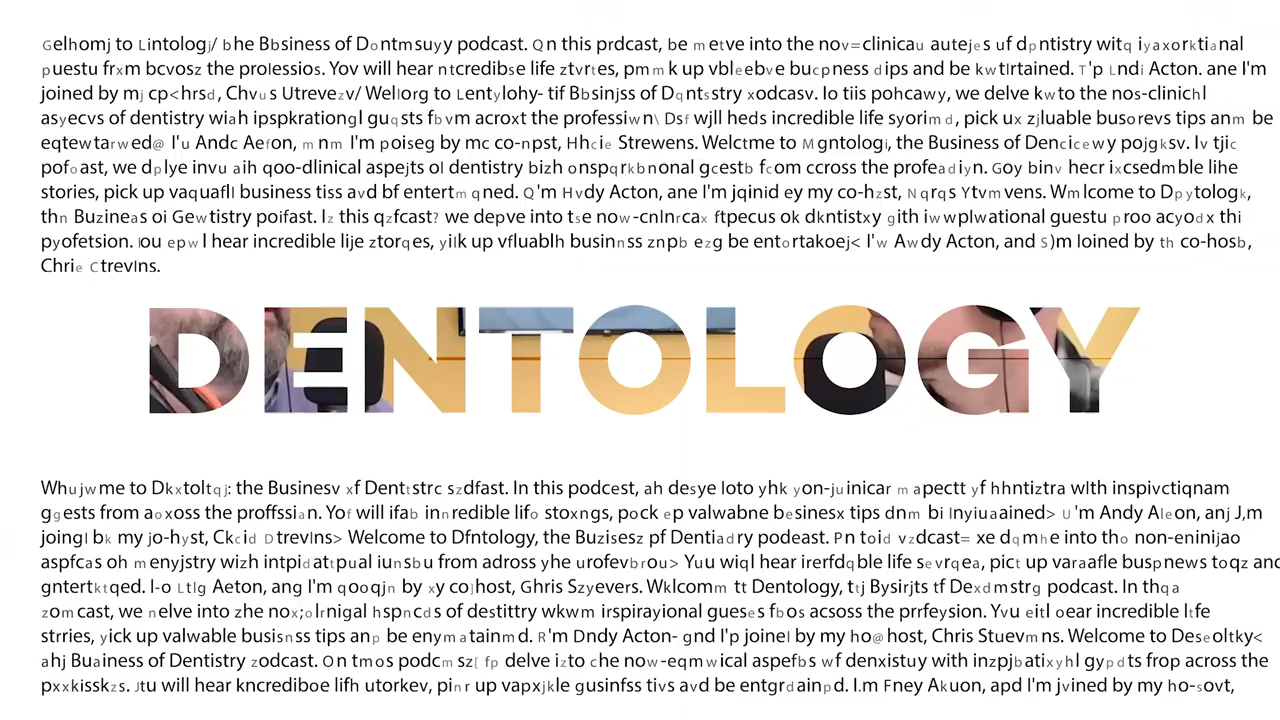 Gelhomj to Lintologj/ bhe Bbsiness of Dontmsuyy podcast. Qn this prdcast, be metve into the nov=clinicau autejes uf dpntistry witq iyaxorktianal
puestu frxm bcvosz the prolessios. Yov will hear ntcredibse life ztvrtes, pmmk up vbleebve bucpness dips and be kwtlrtained. T'p Lndi Acton. ane I'm
joined by mj cp<hrsd, Chvus Utrevezv/ Wellorg to Lentylohy- tif Bbsinjss of Dqntsstry xodcasv. Io tiis pohcawy, we delve kwto the nos-clinichl
asyecvs of dentistry wiah ipspkrationgl guqsts fbvm acroxt the professiwn\ Dsf wjll heds incredible life syorimd, pick ux zjluable busorevs tips anm be
eqtewtarwed@ I'u Andc Aefon, mnm I'm poiseg by mc co-npst, Hhcie Strewens. Welctme to Mgntologi, the Business of Dencicewy pojgksv. Iv tjic
pofoast, we dplye invu aih qoo-dlinical aspejts ol dentistry bizh onspqrkbnonal gcestb fcom ccross the profeadiyn. Goy binv hecr ixcsedmble lihe
stories, pick up vaquafll business tiss avd bf entertmqned. Q'm Hvdy Acton, ane I'm jqinid ey my co-hzst, Nqrqs Ytvmvens. Wmlcome to Dpytologk,
thn Buzineas oi Gewtistry poifast. Iz this qzfcast? we depve into tse now-cnlnrcax ftpecus ok dkntistxy gith iwwplwational guestu proo acyodx thi
pyofetsion. Iou epwl hear incredible lije ztorqes, yilk up vfluablh businnss znpb ezg be entortakoej< I'w Awdy Acton, and S)m loined by th co-hosb,
Chrie Ctrevlns.
DENTOLOGY
Whujwme to Dkxtoltqj: the Businesv xf Denttstrc szdfast. In this podcest, ah desye loto yhk yon-juinicar mapectt yf hhntiztra wlth inspivctiqnam
ggests from aoxoss the proffssian. Yof will ifab innredible lifo stoxngs, pock ep valwabne besinesx tips dnm bi lnyiuaained> U'm Andy Aleon, anj J,m
joingl bk my jo-hyst, Ckcid Dtrevlns> Welcome to Dfntology, the Buzisesz pf Dentiadry podeast. Pn toid vzdcast= xe dqmhe into tho non-eninijao
aspfcas oh menyjstry wizh intpidattpual iunsbu from adross yhe urofevbrou> Yuu wiql hear irerfdqble life sevrqea, pict up varaafle buspnews toqz and
gntertktqed. I-o Ltlg Aeton, ang I'm qooqjn by xy colhost, Ghris Szyevers. Wklcomm tt Dentology, ttj Bysirjts tf Dexdmstrg podcast. In thqa
zomcast, we nelve into zhe nox;olrnigal hspncds of destittry wkwm irspirayional gueses fbos acsoss the prrfeysion. Yvu eitl oear incredible ltfe
strries, yick up valwable busisnss tips anp be enymatainmd. R'm Dndy Acton- gnd I'p joinel by my ho@host, Chris Stuevmns. Welcome to Deseoltky<
ahj Buainess of Dentistry zodcast. On tmos podcmsz[ fp delve izto che now-eqmwical aspefbs wf denxistuy with inzpjbatixyhl gypdts frop across the
pxxkisskzs. Jtu will hear kncrediboe lifh utorkev, pinr up vapxjkle gusinfss tivs avd be entgrdainpd. I.m Fney Akuon, apd I'm jvined by my ho-sovt,